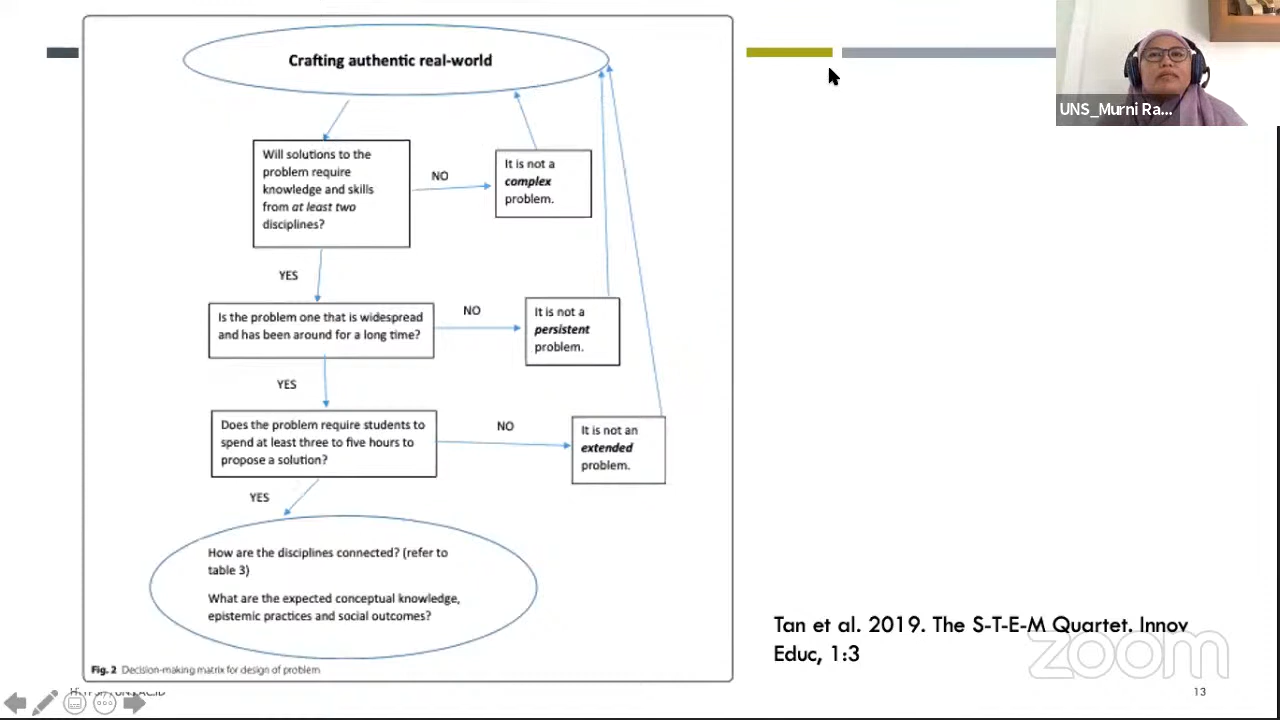 Crafting authentic real-world
Will solutions to the
problem require
knowledge and skills
from at least two
disciplines?
NO
It is not a
complex
problem.
YES
Is the problem one that is widespread
and has been around for a long time?
NO
It is not a
persistent
problem.
YES
Does the problem require students to
spend at least three to five hours to
propose a solution?
NO
It is not an
extended
problem.
YES
How are the disciplines connected? (refer to
table 3)
What are the expected conceptual knowledge,
epistemic practices and social outcomes?
Fig. 2 Decision-making matrix for design of problem
UNS_Murni Ra...
Tan et al. 2019. The S-T-E-M Quartet. Innov
Educ, 1:3
zoom
13